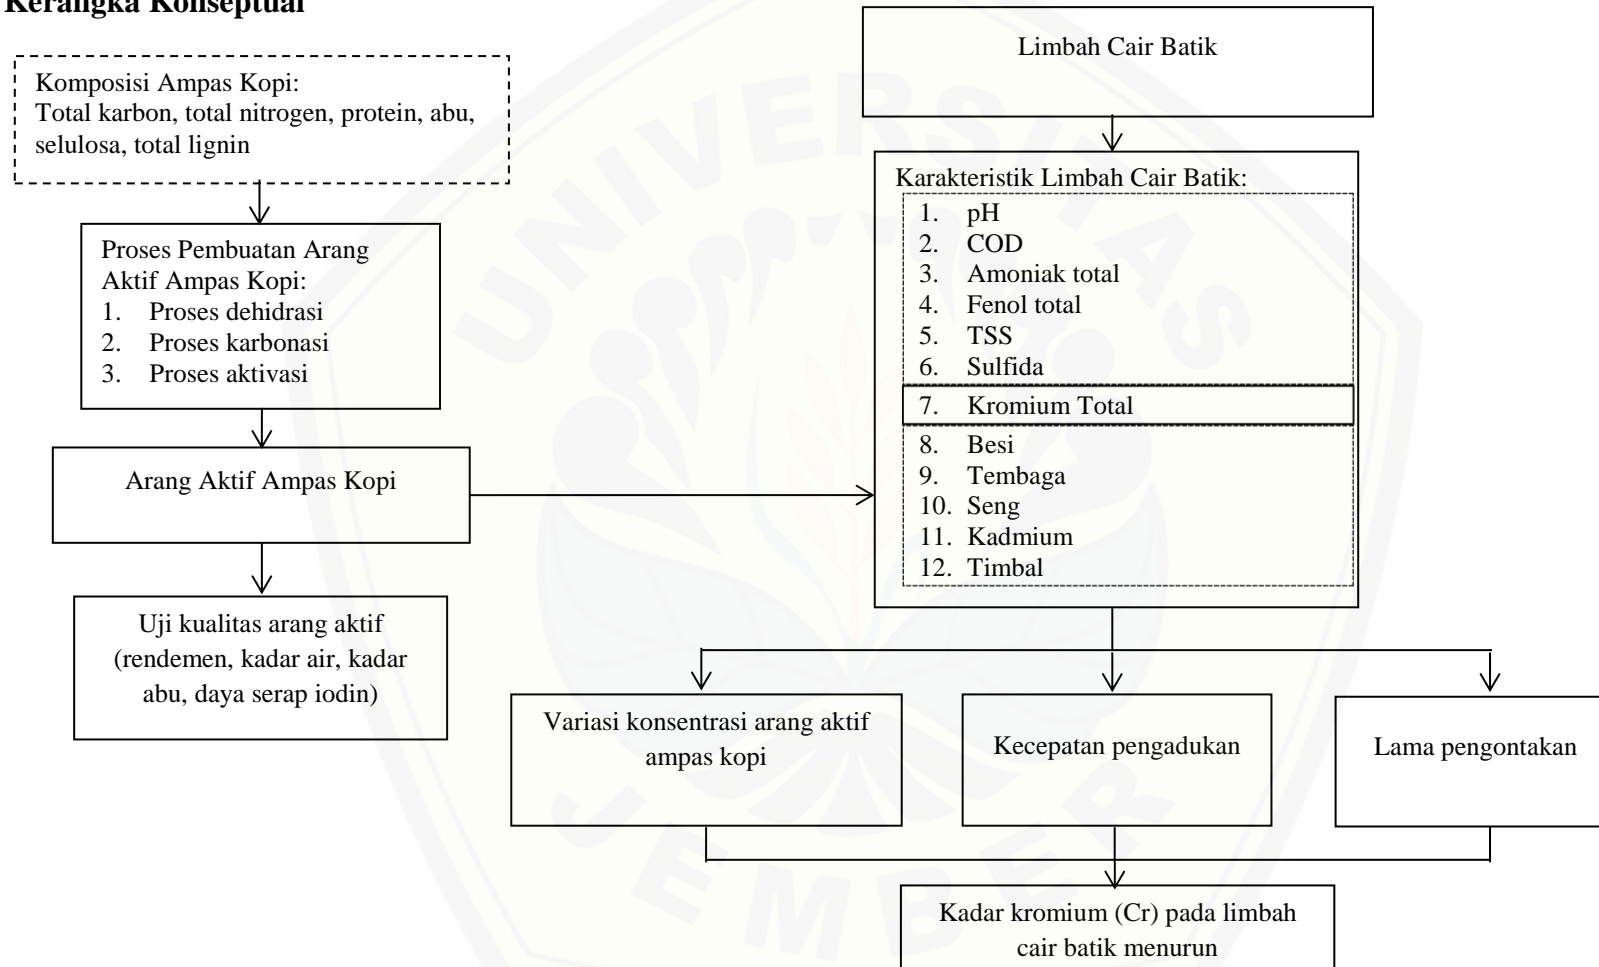 Kerangka Konseptual
Komposisi Ampas Kopi:
Total karbon, total nitrogen, protein, abu,
selulosa, total lignin
Proses Pembuatan Arang
Aktif Ampas Kopi:
1. Proses dehidrasi
2. Proses karbonasi
3. Proses aktivasi
Arang Aktif Ampas Kopi
Uji kualitas arang aktif
(rendemen, kadar air, kadar
abu, daya serap iodin)
Limbah Cair Batik
Karakteristik Limbah Cair Batik:
1. pH
2. COD
3. Amoniak total
4. Fenol total
5. TSS
6. Sulfida
7. Kromium Total
8. Besi
9. Tembaga
10. Seng
11. Kadmium
12. Timbal
Variasi konsentrasi arang aktif
ampas kopi
Kecepatan pengadukan
Lama pengontakan
Kadar kromium (Cr) pada limbah
cair batik menurun
UNIVERSITAS
JEMBER